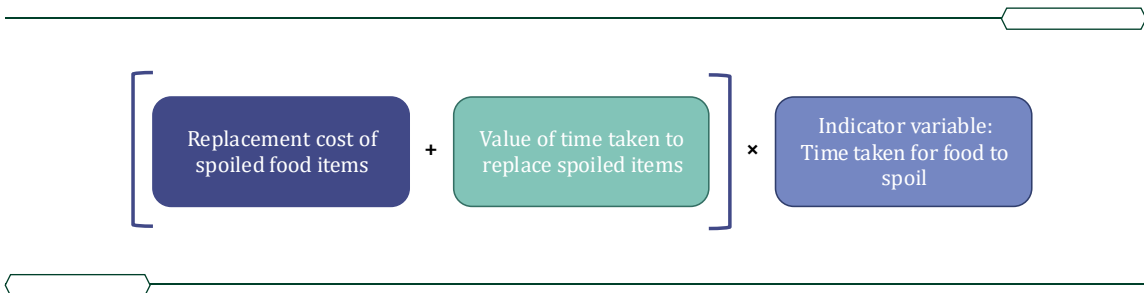 Replacement cost of
spoiled food items
+
Value of time taken to
replace spoiled items
×
Indicator variable:
Time taken for food to
spoil